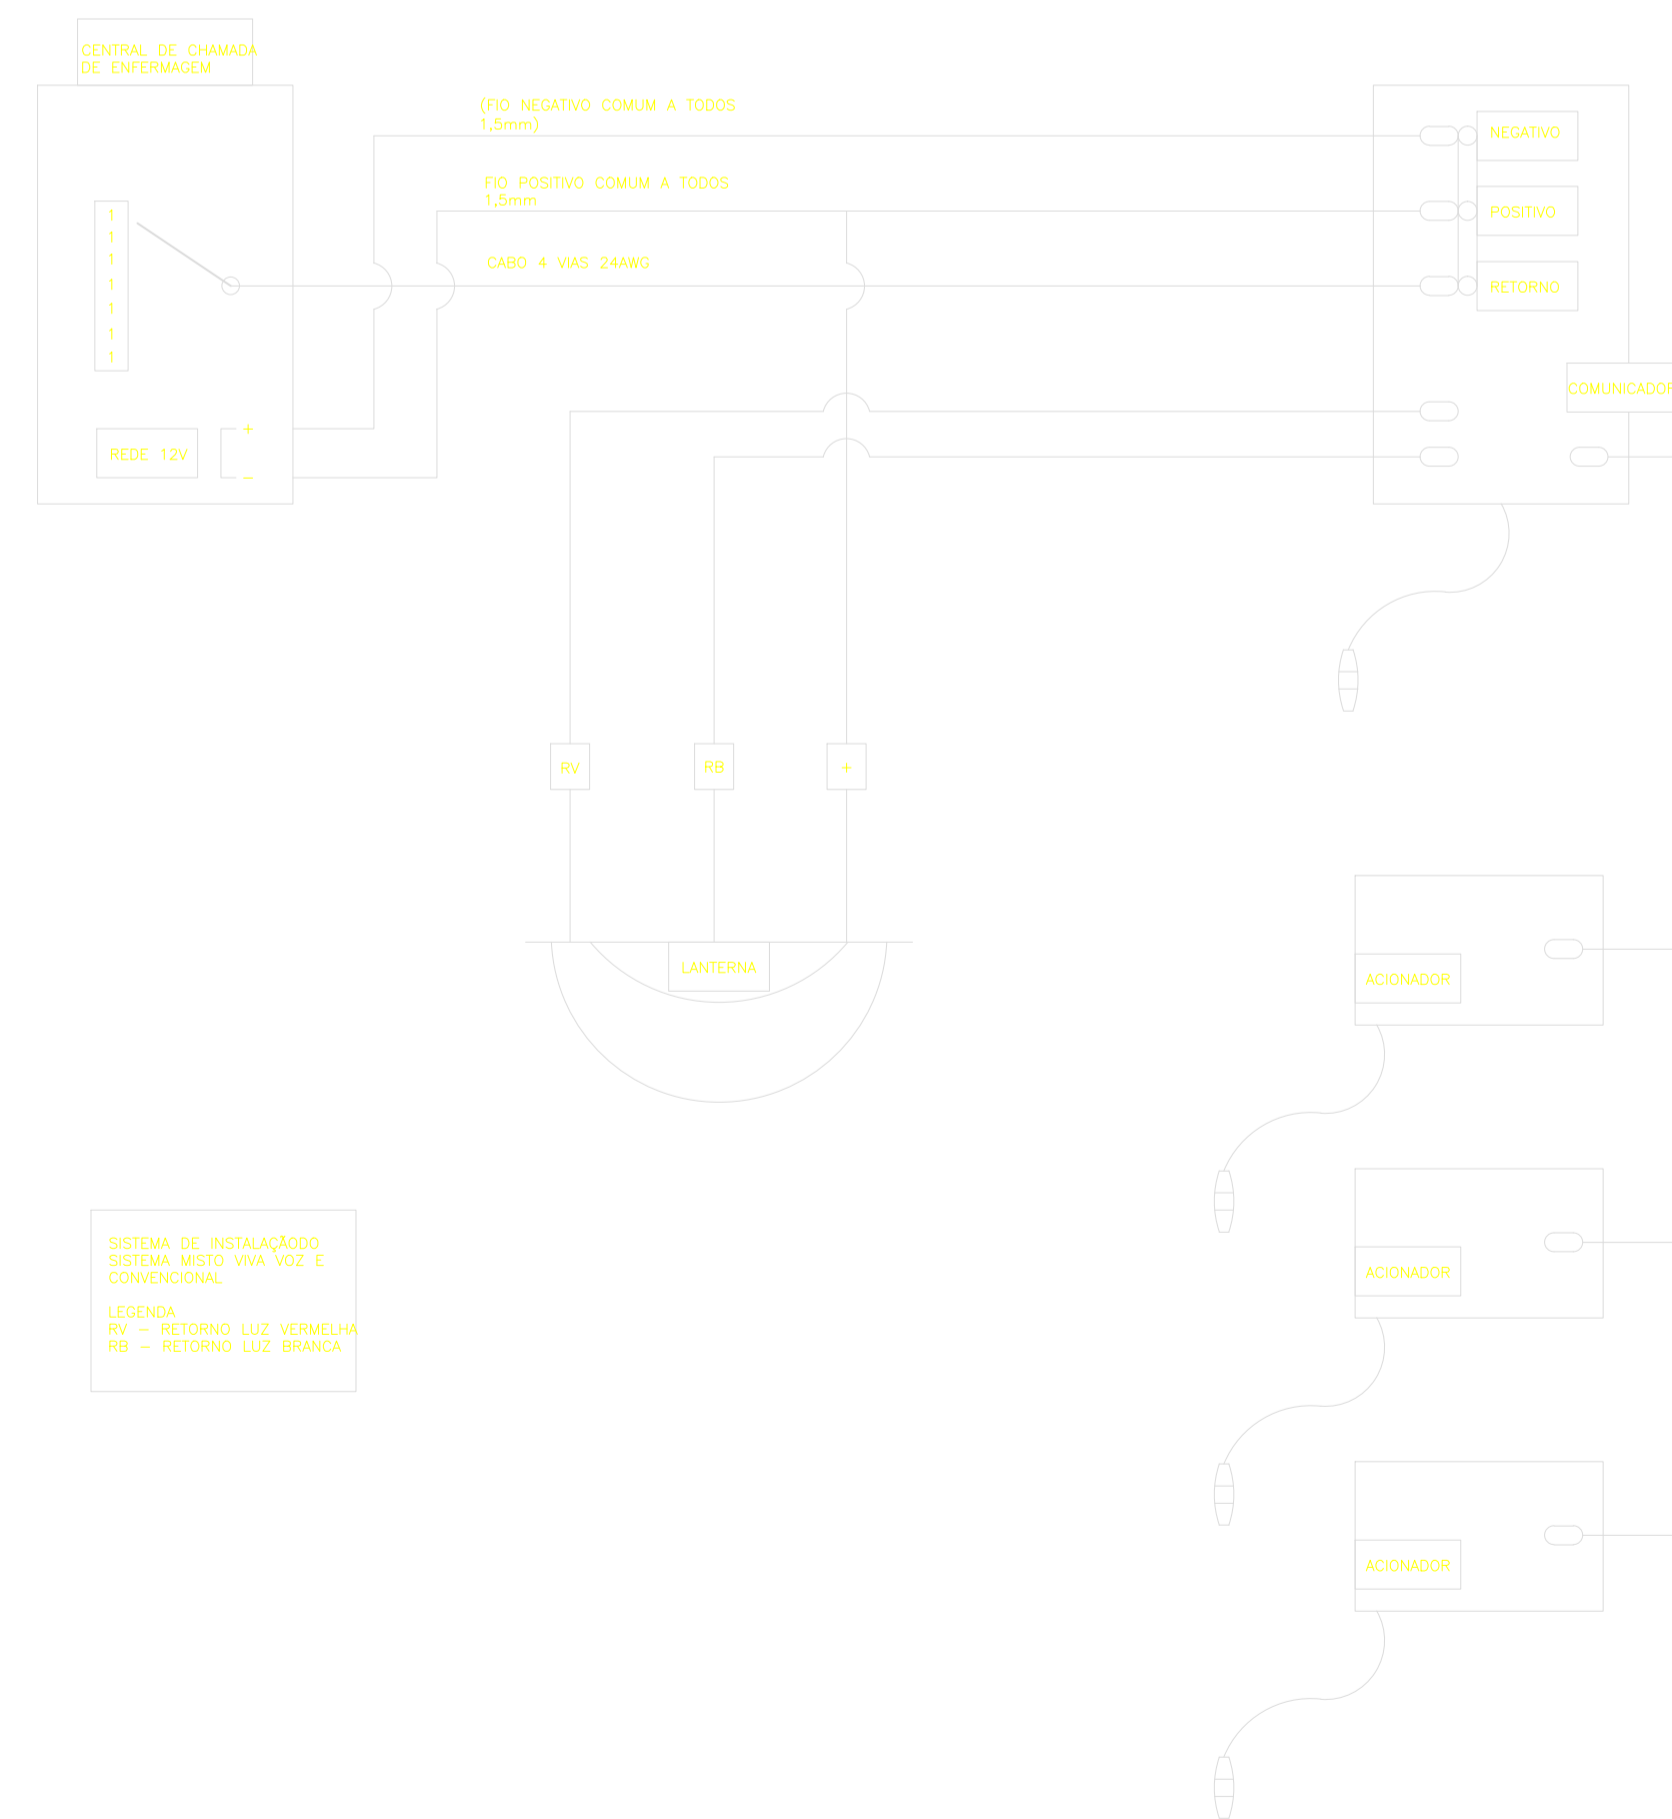 CENTRAL DE CHAMADA
DE ENFERMAGEM
(FIO NEGATIVO COMUM A TODOS
1,5mm)
NEGATIVO
FIO POSITIVO COMUM A TODOS
1,5mm
POSITIVO
CABO 4 VIAS 24AWG
RETORNO
1
1
1
1
1
1
1
COMUNICADOR
+
REDE 12V
-
RV
RB
+
LANTERNA
ACIONADOR
ACIONADOR
ACIONADOR
SISTEMA DE INSTALAÇÃODO
SISTEMA MISTO VIVA VOZ E
CONVENCIONAL
LEGENDA
RV - RETORNO LUZ VERMELHA
RB - RETORNO LUZ BRANCA